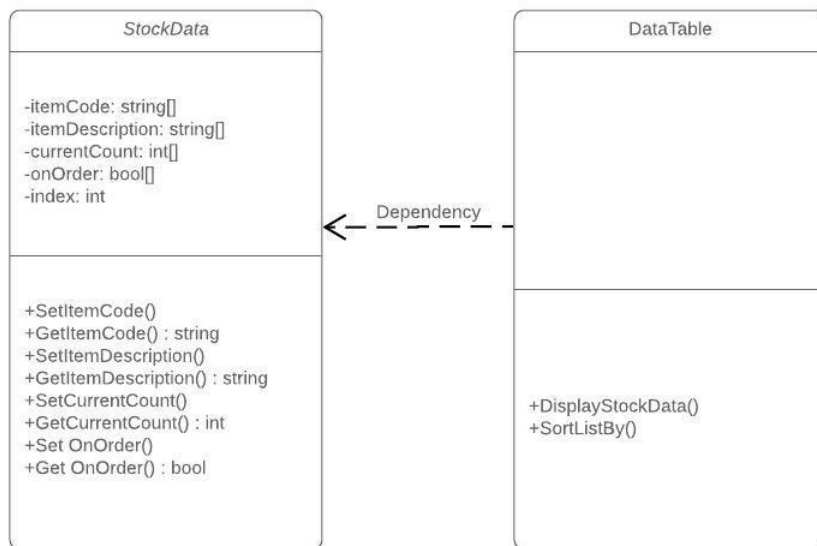 StockData
-itemCode: string[]
-itemDescription: string[]
-currentCount: int[]
-onOrder: bool[]
-index: int
+SetItemCode()
+GetItemCode() : string
+SetItemDescription()
+GetItemDescription() : string
+SetCurrentCount()
+GetCurrentCount() : int
+Set OnOrder()
+Get OnOrder() : bool
Dependency
DataTable
+DisplayStockData()
+SortListBy()